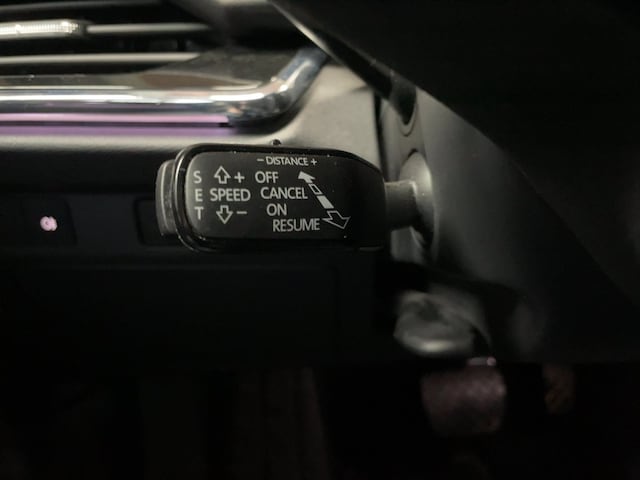 - DISTANCE +
S + OFF
E SPEED CANCEL
T - ON
RESUME